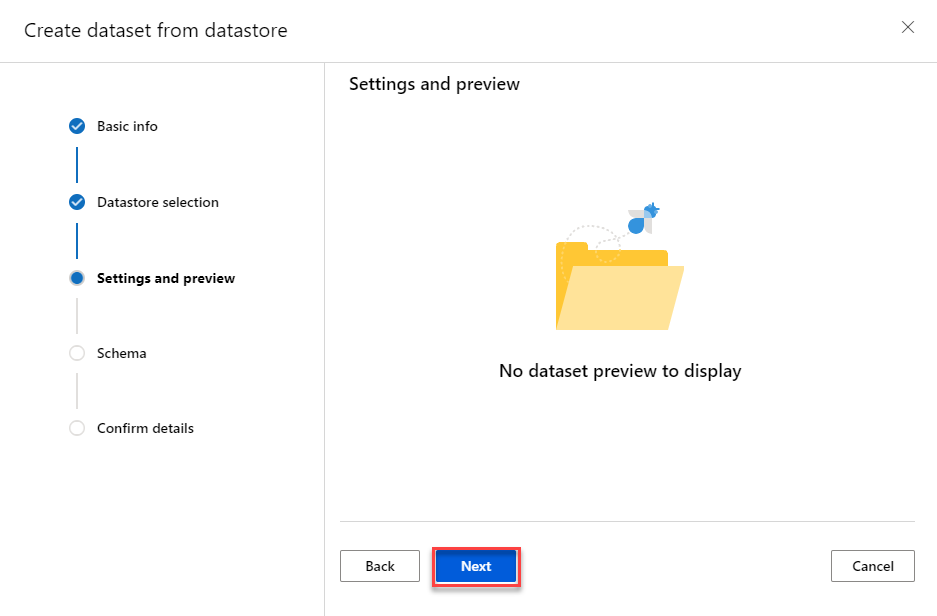 Create dataset from datastore
Basic info
Datastore selection
Settings and preview
Schema
Confirm details
Settings and preview
No dataset preview to display
Back
Next
Cancel